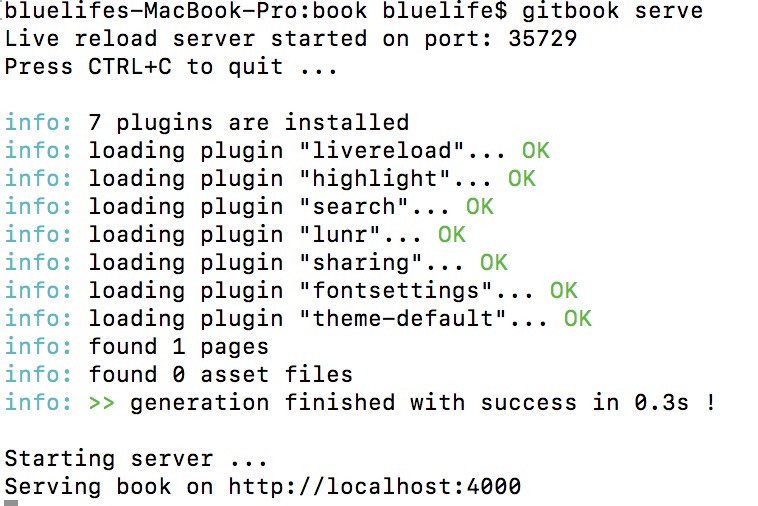 bluelifes-MacBook-Pro:book bluelife$ gitbook serve
Live reload server started on port: 35729
Press CTRL+C to quit ...
info: 7 plugins are installed
info: loading plugin "livereload"... OK
info: loading plugin "highlight"... OK
info: loading plugin "search"... OK
info: loading plugin "lunr"... OK
info: loading plugin "sharing"... OK
info: loading plugin "fontsettings"... OK
info: loading plugin "theme-default"... OK
info: found 1 pages
info: found 0 asset files
info: >> generation finished with success in 0.3s !
Starting server ...
Serving book on http://localhost:4000